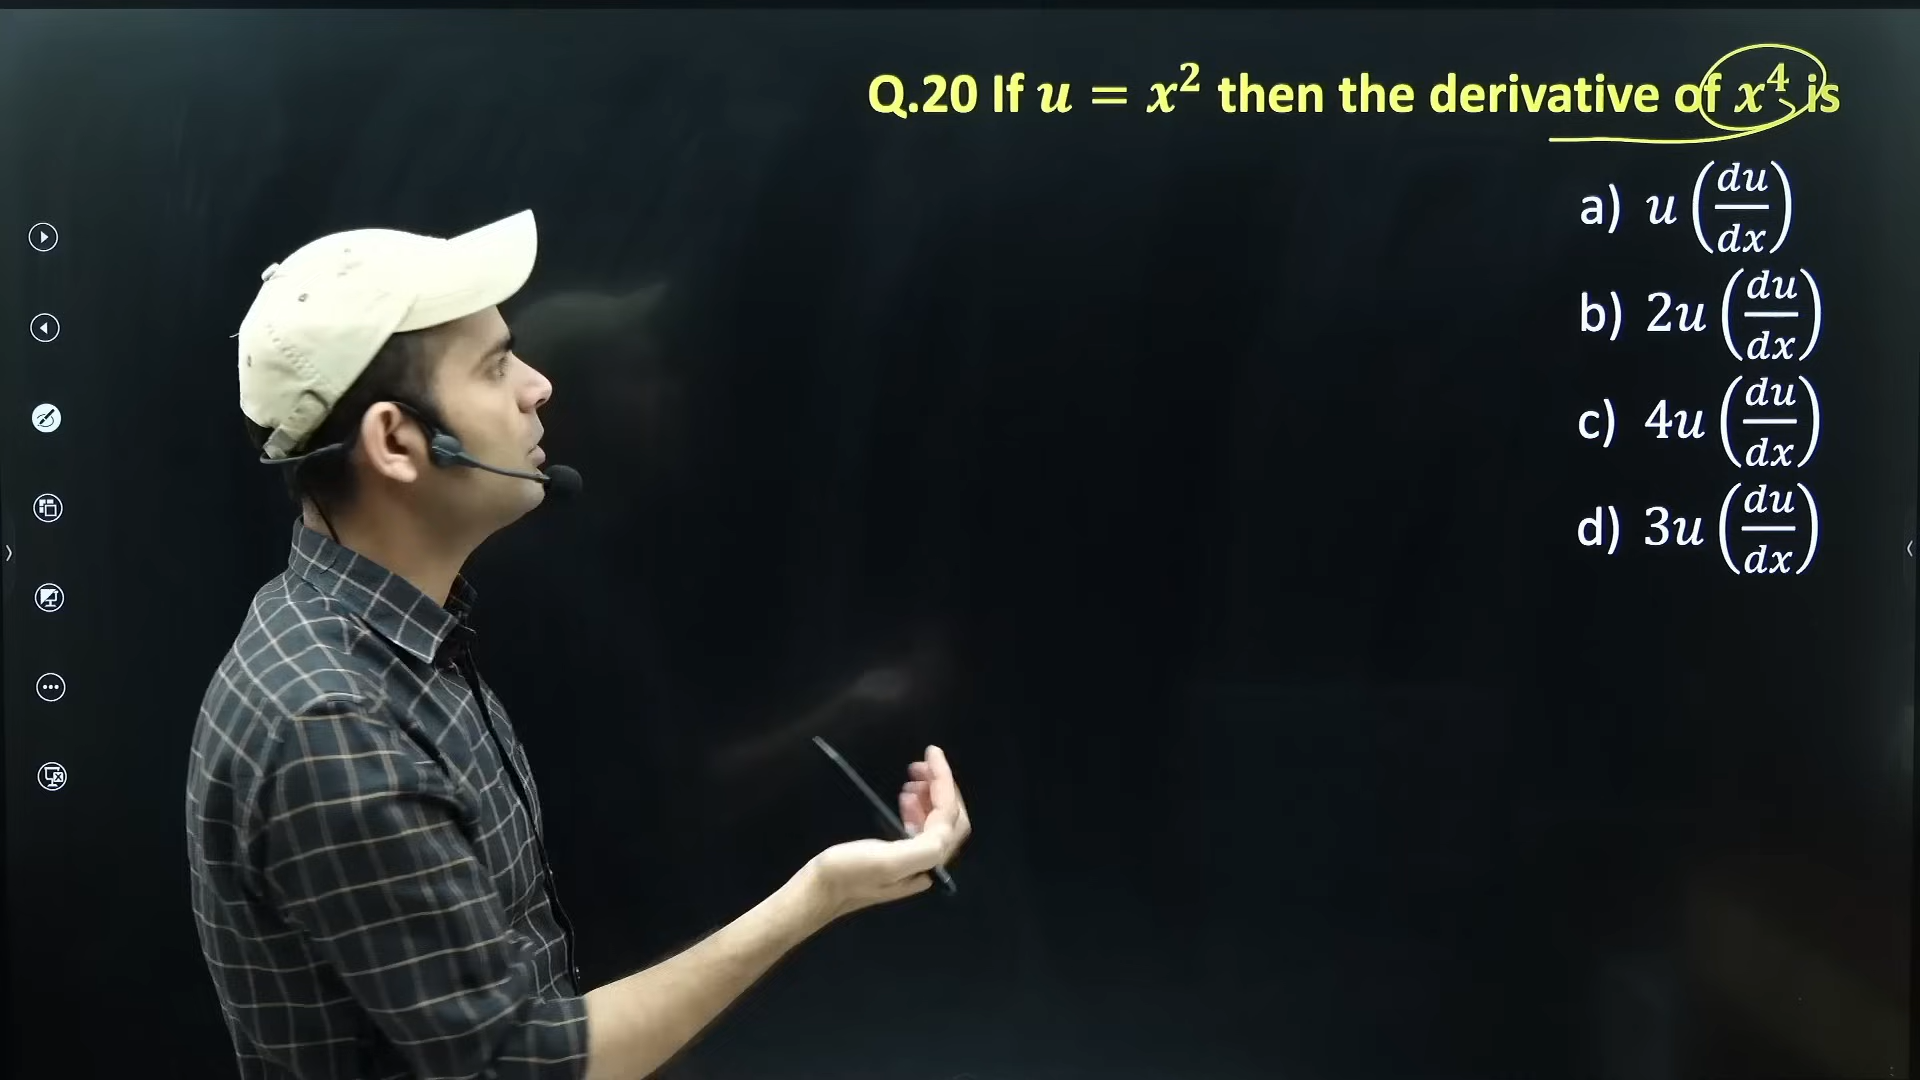 Q.20 If u = x² then the derivative of x⁴ is
a) u (du/dx)
b) 2u (du/dx)
c) 4u (du/dx)
d) 3u (du/dx)